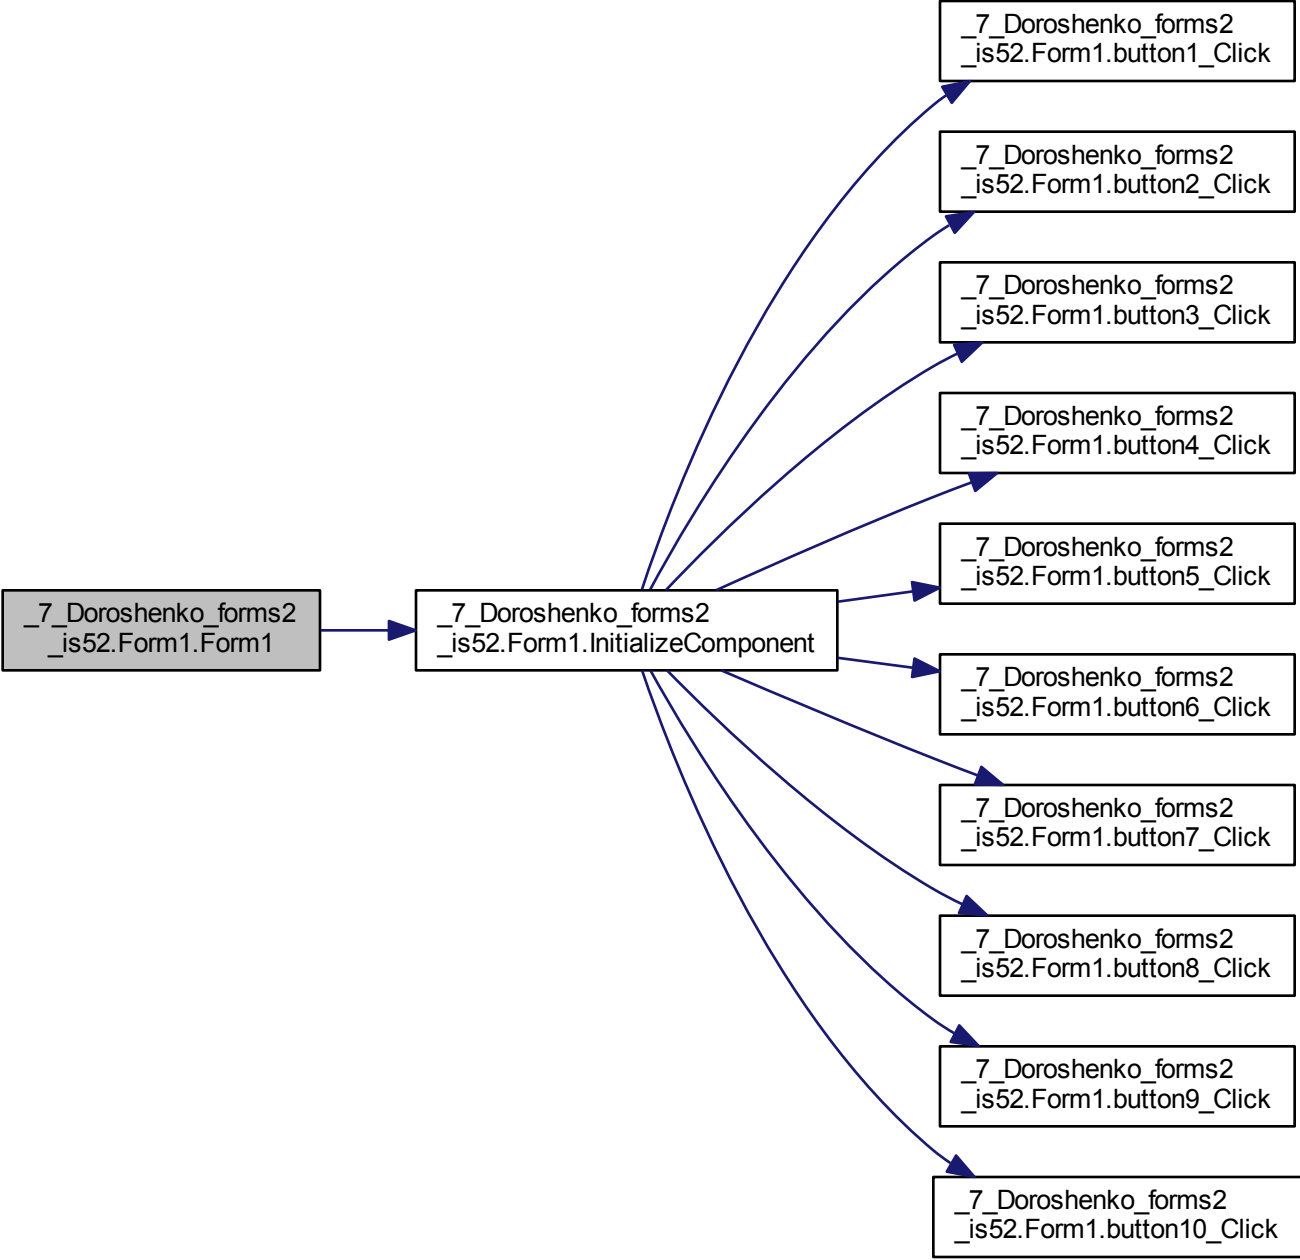 _7_Doroshenko_forms2
_is52.Form1.Form1
_7_Doroshenko_forms2
_is52.Form1.InitializeComponent
_7_Doroshenko_forms2
_is52.Form1.button1_Click
_7_Doroshenko_forms2
_is52.Form1.button2_Click
_7_Doroshenko_forms2
_is52.Form1.button3_Click
_7_Doroshenko_forms2
_is52.Form1.button4_Click
_7_Doroshenko_forms2
_is52.Form1.button5_Click
_7_Doroshenko_forms2
_is52.Form1.button6_Click
_7_Doroshenko_forms2
_is52.Form1.button7_Click
_7_Doroshenko_forms2
_is52.Form1.button8_Click
_7_Doroshenko_forms2
_is52.Form1.button9_Click
_7_Doroshenko_forms2
_is52.Form1.button10_Click